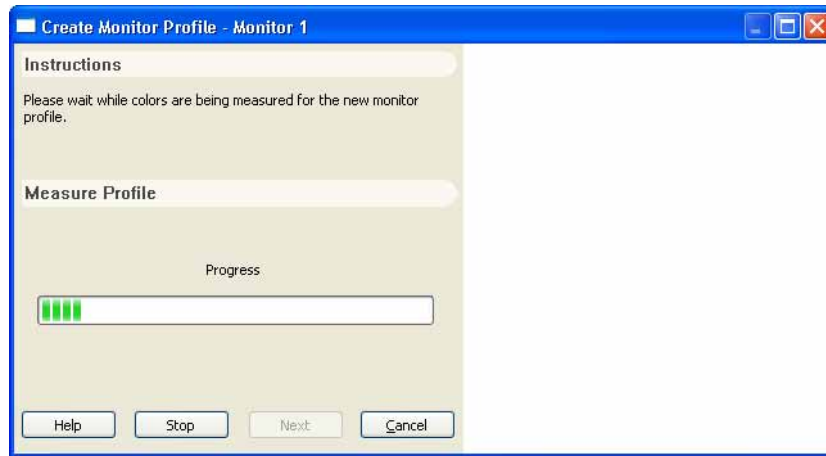 Create Monitor Profile - Monitor 1
Instructions
Please wait while colors are being measured for the new monitor
profile.
Measure Profile
Progress
Help Stop Next Cancel